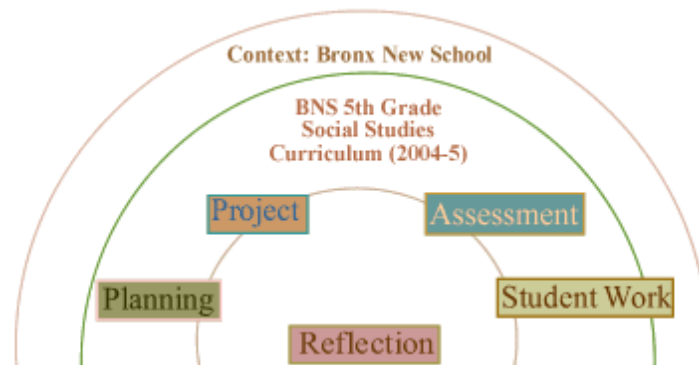 Context: Bronx New School
BNS 5th Grade
Social Studies
Curriculum (2004-5)
Project
Assessment
Planning
Student Work
Reflection